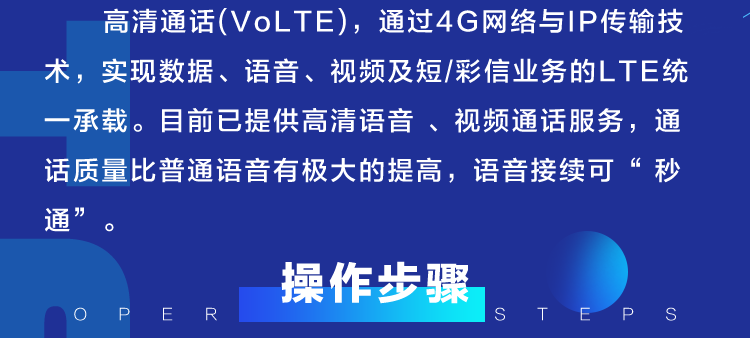 高清通话(VoLTE)，通过4G网络与IP传输技
术，实现数据、语音、视频及短/彩信业务的LTE统
一承载。目前已提供高清语音 、视频通话服务，通
话质量比普通语音有极大的提高，语音接续可“ 秒
通” 。
操作步骤
OPER STEPS